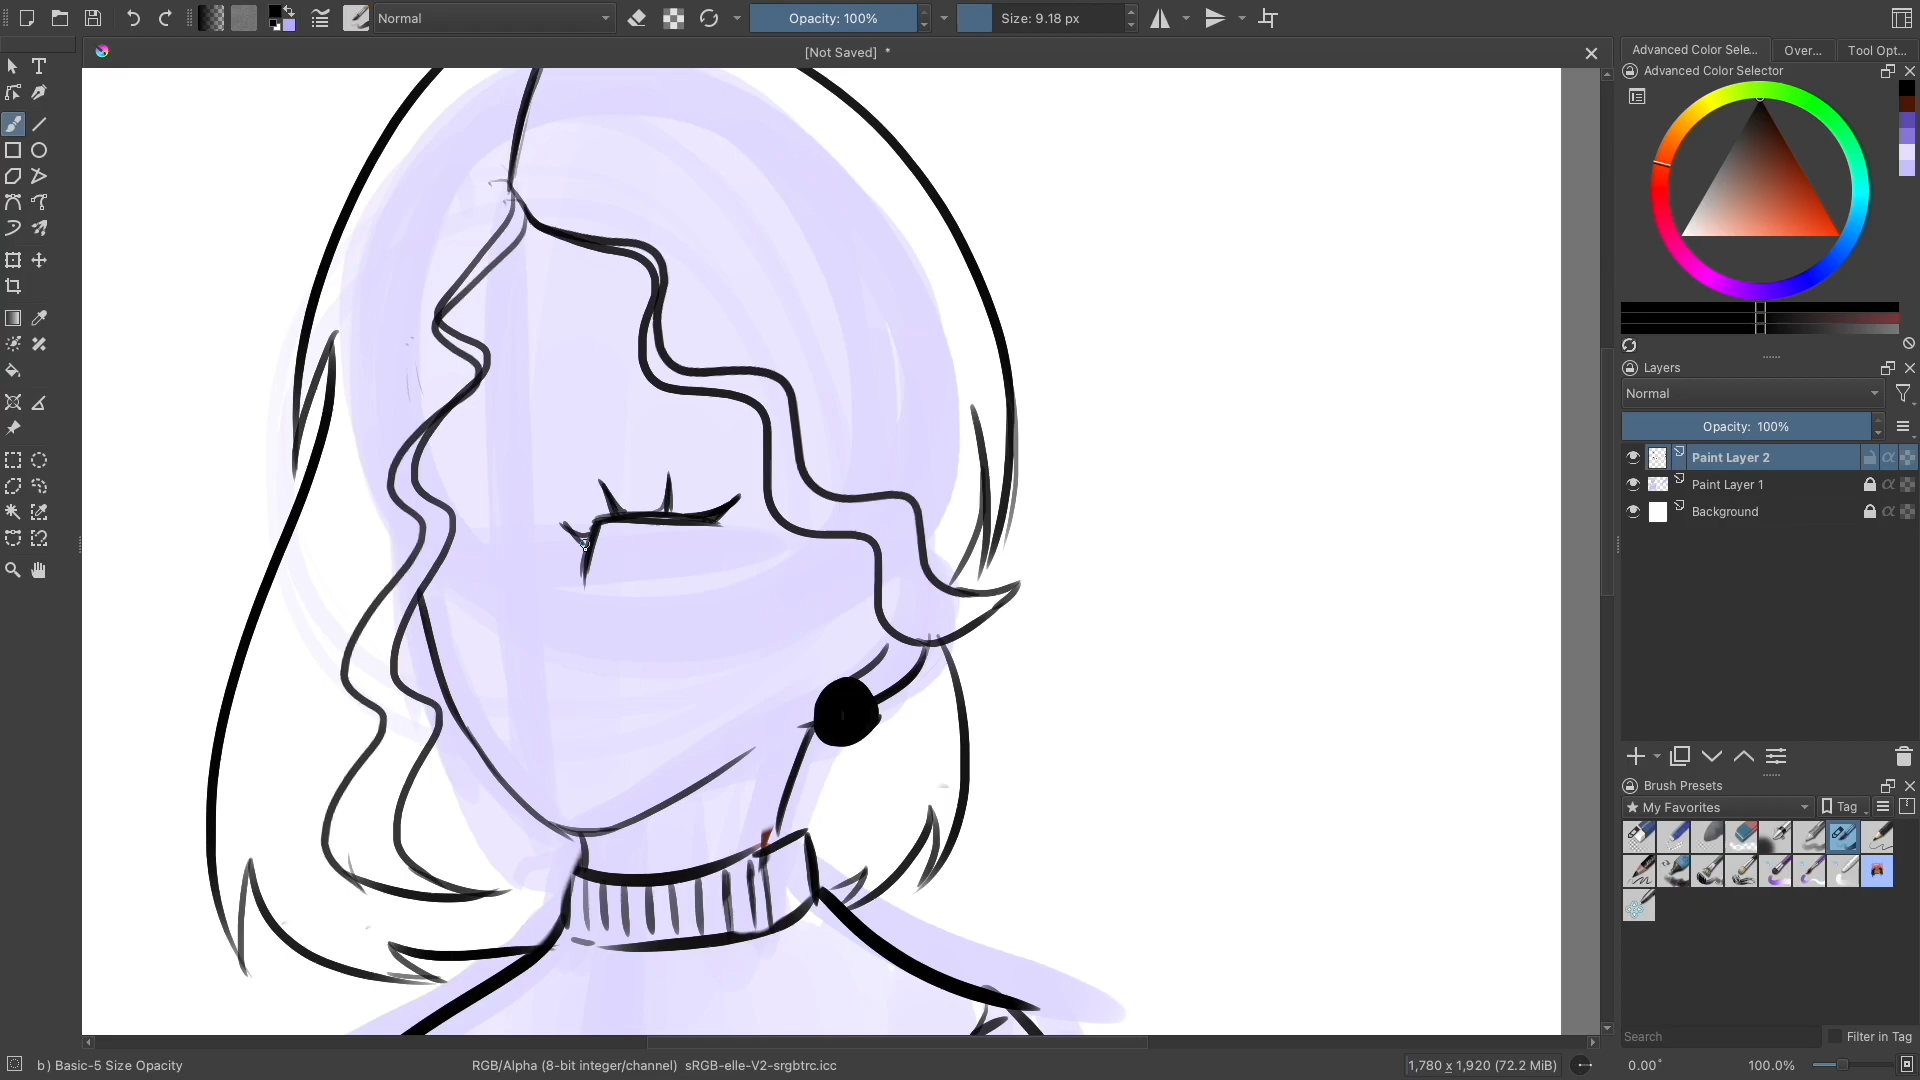 Normal
Opacity: 100%
Size: 9.18 px
[Not Saved] *
Advanced Color Sele...
Over...
Tool Opt...
Advanced Color Selector
Layers
Normal
Opacity: 100%
Paint Layer 2
Paint Layer 1
Background
Brush Presets
★ My Favorites
Tag
Search
Filter in Tag
b) Basic-5 Size Opacity
RGB/Alpha (8-bit integer/channel) sRGB-elle-V2-srgbtrc.icc
1,780 x 1,920 (72.2 MiB)
0.00°
100.0%